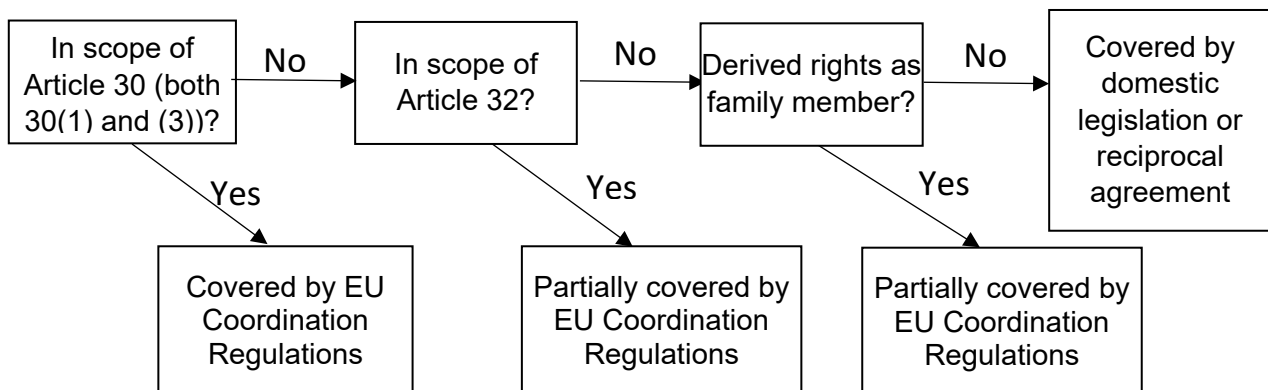 In scope of
Article 30 (both
30(1) and (3))?
No
In scope of
Article 32?
No
Derived rights as
family member?
No
Covered by
domestic
legislation or
reciprocal
agreement
Yes
Yes
Yes
Covered by EU
Coordination
Regulations
Partially covered by
EU Coordination
Regulations
Partially covered by
EU Coordination
Regulations